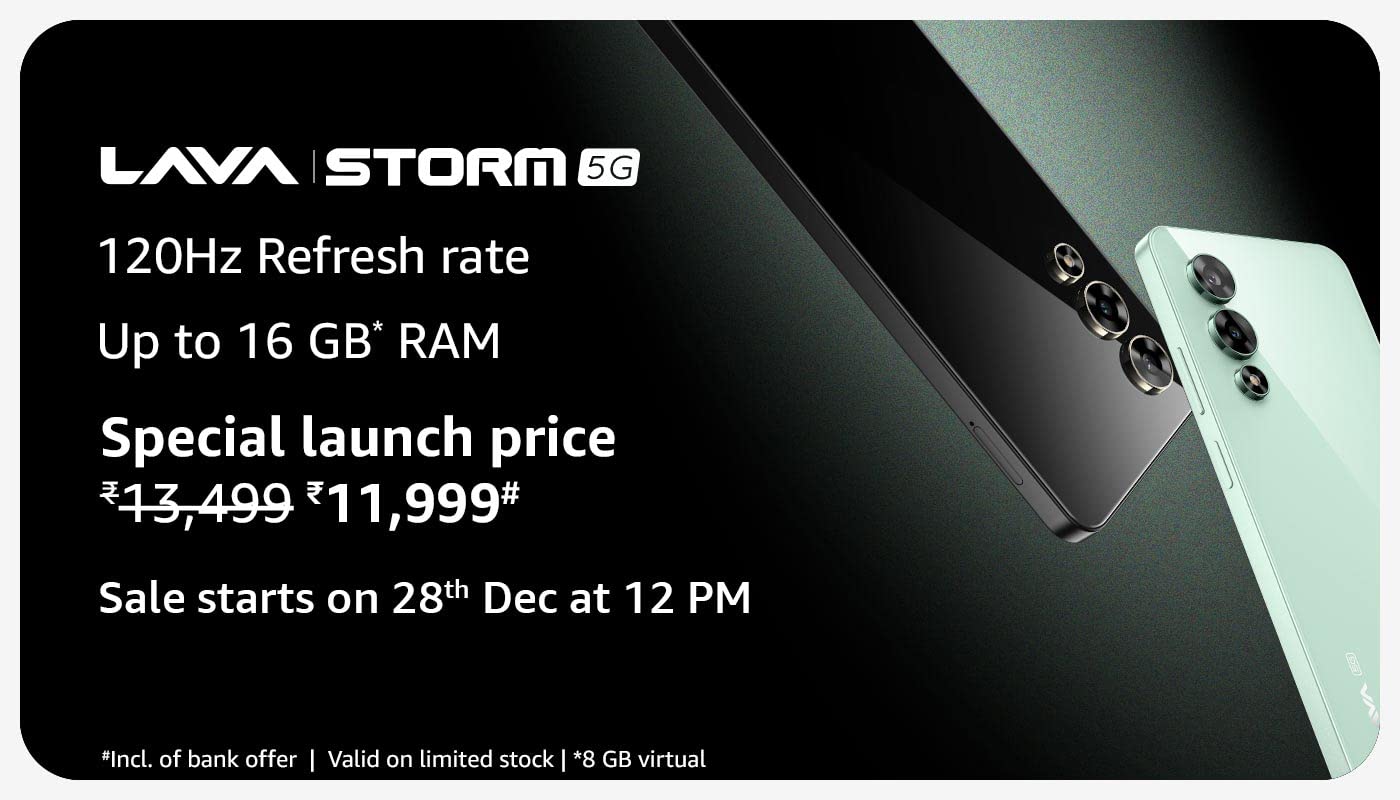 LAVA | STORM 5G
120Hz Refresh rate
Up to 16 GB* RAM
Special launch price
₹13,499 ₹11,999#
Sale starts on 28th Dec at 12 PM
#Incl. of bank offer | Valid on limited stock | *8 GB virtual